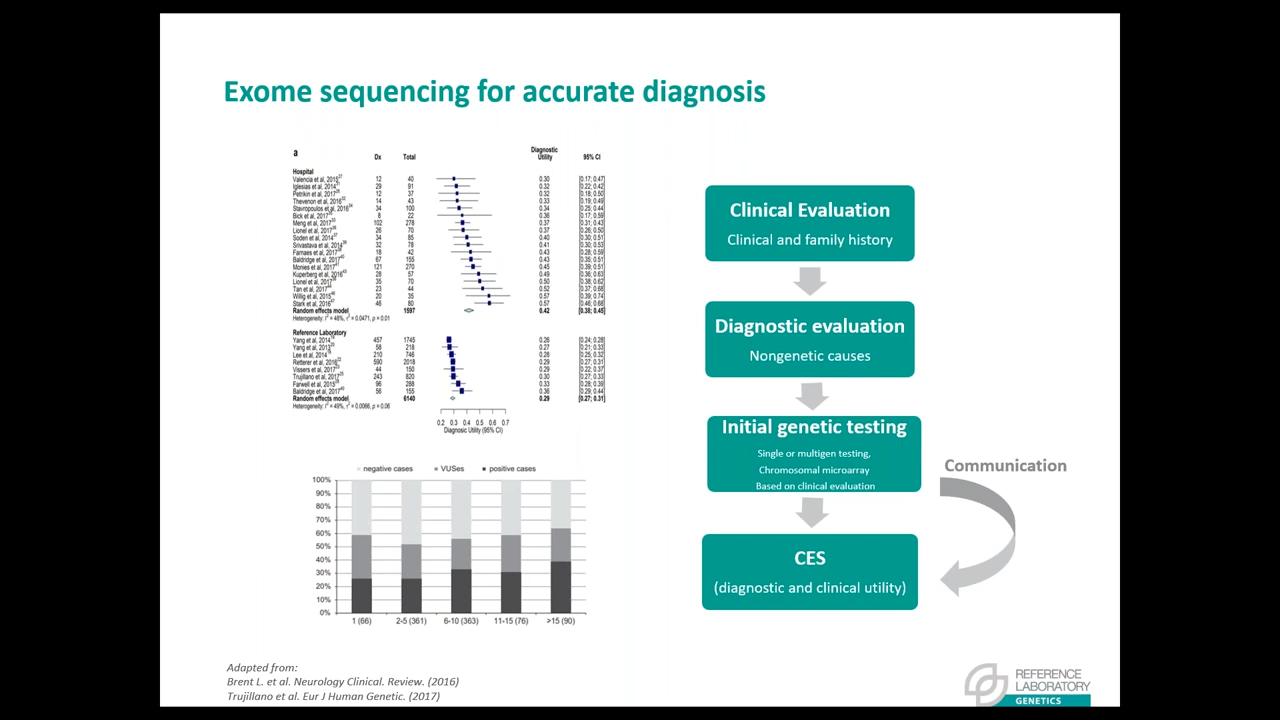 Exome sequencing for accurate diagnosis
a
Dx Total Diagnostic Utility 95% CI
Hospital
Valencia et al, 2015 12 40 0.30 [0.17; 0.47]
Iglesias et al, 2014 29 91 0.32 [0.22; 0.42]
Petrikin et al, 2017 12 37 0.32 [0.18; 0.50]
Thevenon et al, 2016 14 43 0.33 [0.19; 0.49]
Stavropoulos et al, 2016 34 100 0.34 [0.25; 0.44]
Bick et al, 2017 8 22 0.36 [0.17; 0.59]
Meng et al, 2017 102 278 0.37 [0.31; 0.43]
Lionel et al, 2017 26 70 0.37 [0.26; 0.50]
Soden et al, 2014 34 85 0.40 [0.30; 0.51]
Srivastava et al, 2014 32 78 0.41 [0.30; 0.53]
Farnaes et al, 2017 18 42 0.43 [0.28; 0.59]
Baldridge et al, 2017 67 155 0.43 [0.35; 0.51]
Monies et al, 2017 121 270 0.45 [0.39; 0.51]
Kuperberg et al, 2016 28 57 0.49 [0.36; 0.63]
Lionel et al, 2017 35 70 0.50 [0.38; 0.62]
Tan et al, 2017 23 44 0.52 [0.37; 0.68]
Willig et al, 2015 20 35 0.57 [0.39; 0.74]
Stark et al, 2016 46 80 0.57 [0.46; 0.68]
Random effects model 1597 0.42 [0.38; 0.45]
Heterogeneity: I² = 48%, τ² = 0.0471, p = 0.01
Reference Laboratory
Yang et al, 2014 457 1745 0.26 [0.24; 0.28]
Yang et al, 2013 58 218 0.27 [0.21; 0.33]
Lee et al, 2014 210 746 0.28 [0.25; 0.32]
Retterer et al, 2016 590 2018 0.29 [0.27; 0.31]
Vissers et al, 2017 44 150 0.29 [0.22; 0.37]
Trujillano et al, 2017 243 820 0.30 [0.27; 0.33]
Farwell et al, 2015 96 288 0.33 [0.28; 0.39]
Baldridge et al, 2017 56 155 0.36 [0.29; 0.44]
Random effects model 6140 0.29 [0.27; 0.31]
Heterogeneity: I² = 49%, τ² = 0.0066, p = 0.06
0.2 0.3 0.4 0.5 0.6 0.7
Diagnosic Utility (95% CI)
negative cases VUSes positive cases
100%
90%
80%
70%
60%
50%
40%
30%
20%
10%
0%
1 (66) 2-5 (361) 6-10 (363) 11-15 (76) >15 (90)
Clinical Evaluation
Clinical and family history
Diagnostic evaluation
Nongenetic causes
Initial genetic testing
Single or multigen testing,
Chromosomal microarray
Based on clinical evaluation
Communication
CES
(diagnostic and clinical utility)
Adapted from:
Brent L. et al. Neurology Clinical. Review. (2016)
Trujillano et al. Eur J Human Genetic. (2017)
REFERENCE
LABORATORY
GENETICS